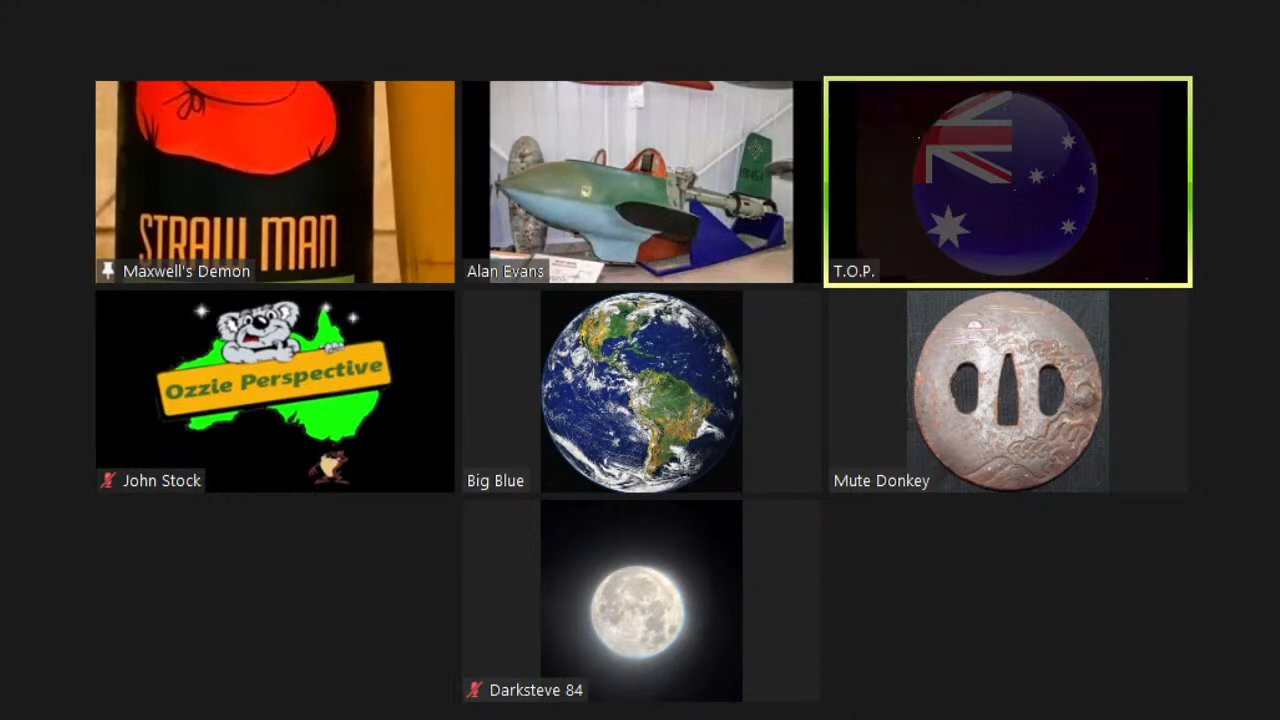 STRAW MAN
Maxwell's Demon
Alan Evans
T.O.P.
Ozzie Perspective
John Stock
Big Blue
Mute Donkey
Darksteve 84